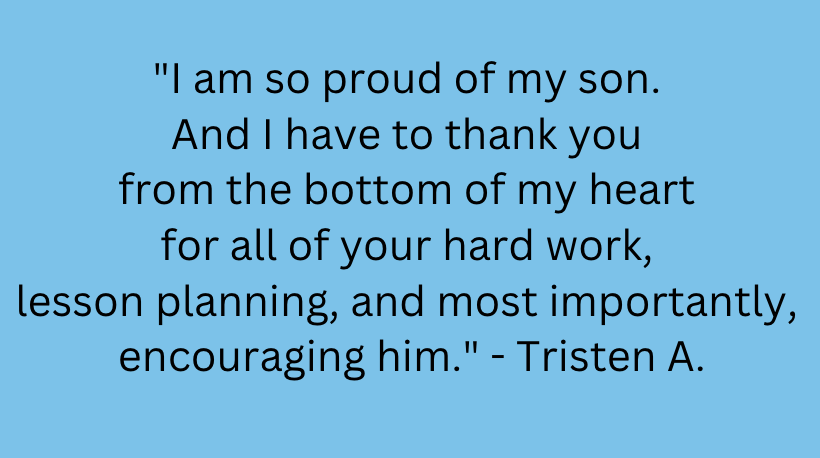 "I am so proud of my son.
And I have to thank you
from the bottom of my heart
for all of your hard work,
lesson planning, and most importantly,
encouraging him." - Tristen A.